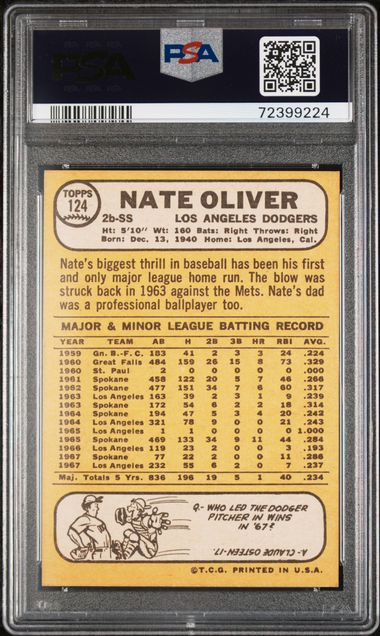 PSA
PSA
72399224
TOPPS
124
NATE OLIVER
2b-SS LOS ANGELES DODGERS
Ht: 5'10" Wt: 160 Bats: Right Throws: Right
Born: Dec. 13, 1940 Home: Los Angeles, Cal.
Nate's biggest thrill in baseball has been his first
and only major league home run. The blow was
struck back in 1963 against the Mets. Nate's dad
was a professional ballplayer too.
MAJOR & MINOR LEAGUE BATTING RECORD
YEAR TEAM AB H 2B 3B HR RBI AVG.
1959 Gn. B.-F.C. 183 41 2 3 3 24 .224
1960 Great Falls 484 159 26 15 8 73 .329
1960 St. Paul 2 0 0 0 0 0 .000
1961 Spokane 458 122 20 5 7 46 .266
1962 Spokane 477 151 34 7 6 60 .317
1963 Los Angeles 163 39 2 3 1 9 .239
1963 Spokane 172 54 6 2 2 18 .314
1964 Spokane 194 47 5 3 4 20 .242
1964 Los Angeles 321 78 9 0 0 21 .243
1965 Los Angeles 1 1 0 0 0 0 1.000
1965 Spokane 469 133 34 9 11 44 .284
1966 Los Angeles 119 23 2 0 0 3 .193
1967 Spokane 77 22 2 0 0 11 .286
1967 Los Angeles 232 55 6 2 0 7 .237
Maj. Totals 5 Yrs. 836 196 19 5 1 40 .234
Q.- WHO LED THE DODGER
PITCHER IN WINS
IN '67?
A.- CLAUDE OSTEEN-17.
©T.C.G. PRINTED IN U.S.A.